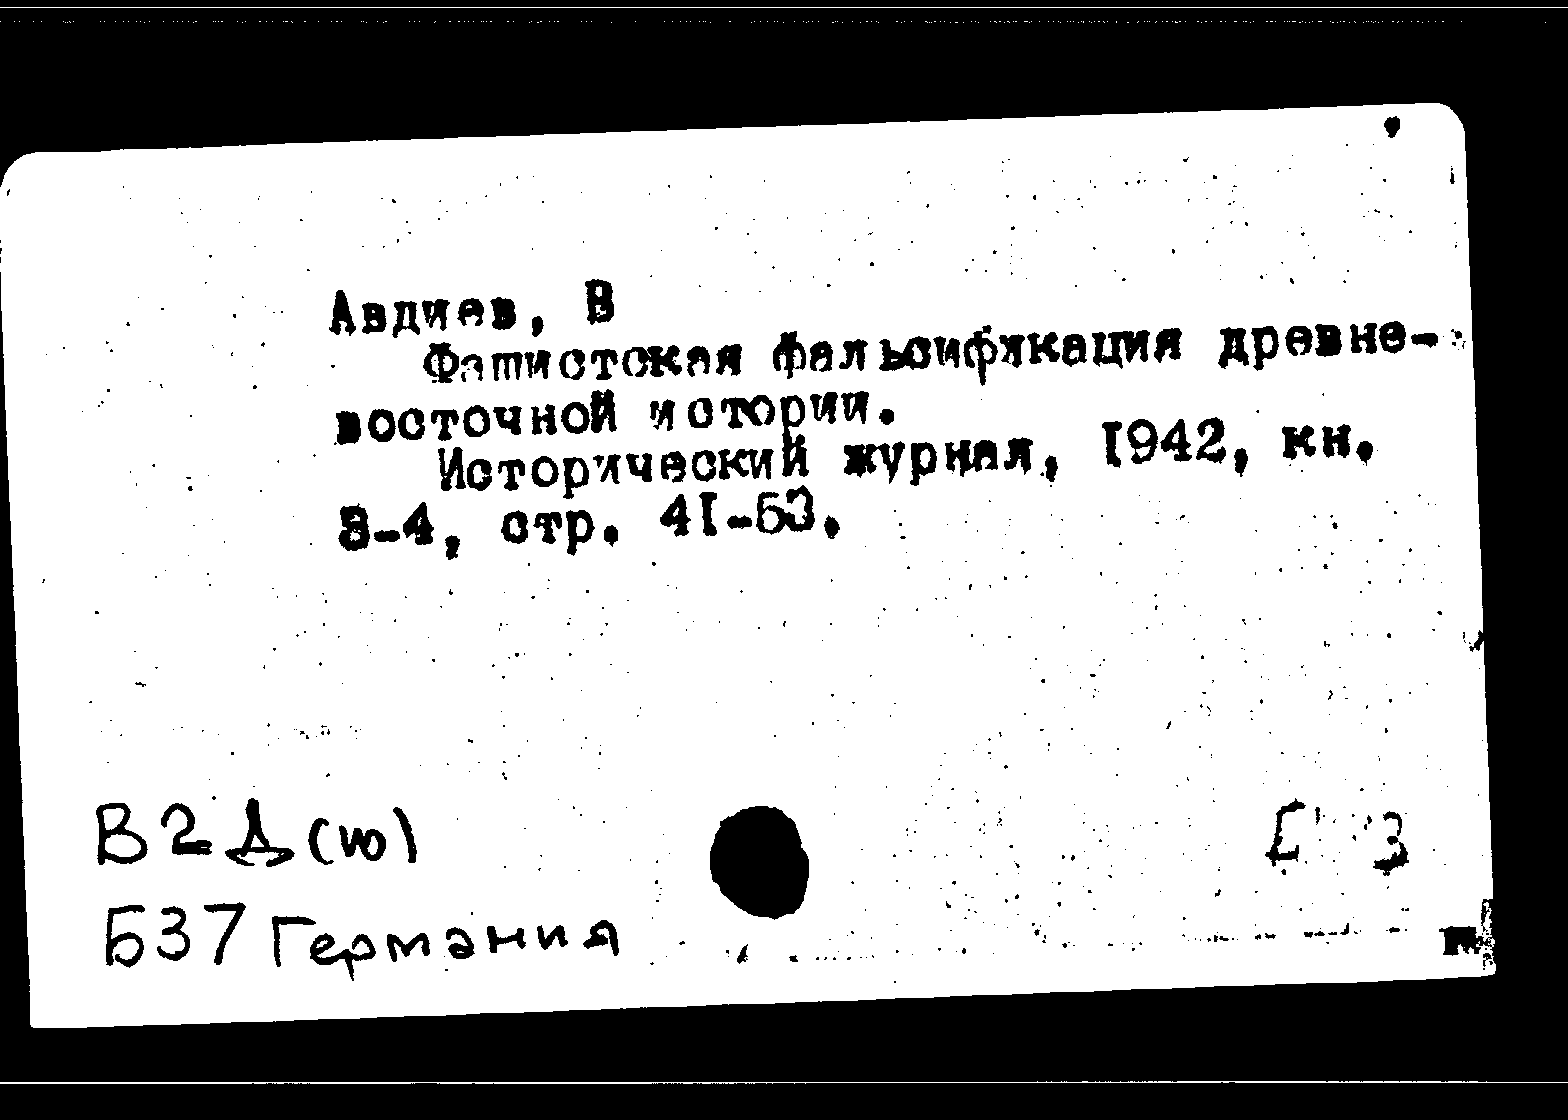 Авдиев, В
Фашистская фальсификация древне-
восточной истории.
Исторический журнал, 1942, кн.
3-4, стр. 41-53.
В2Д(ю)
Б37 Германия